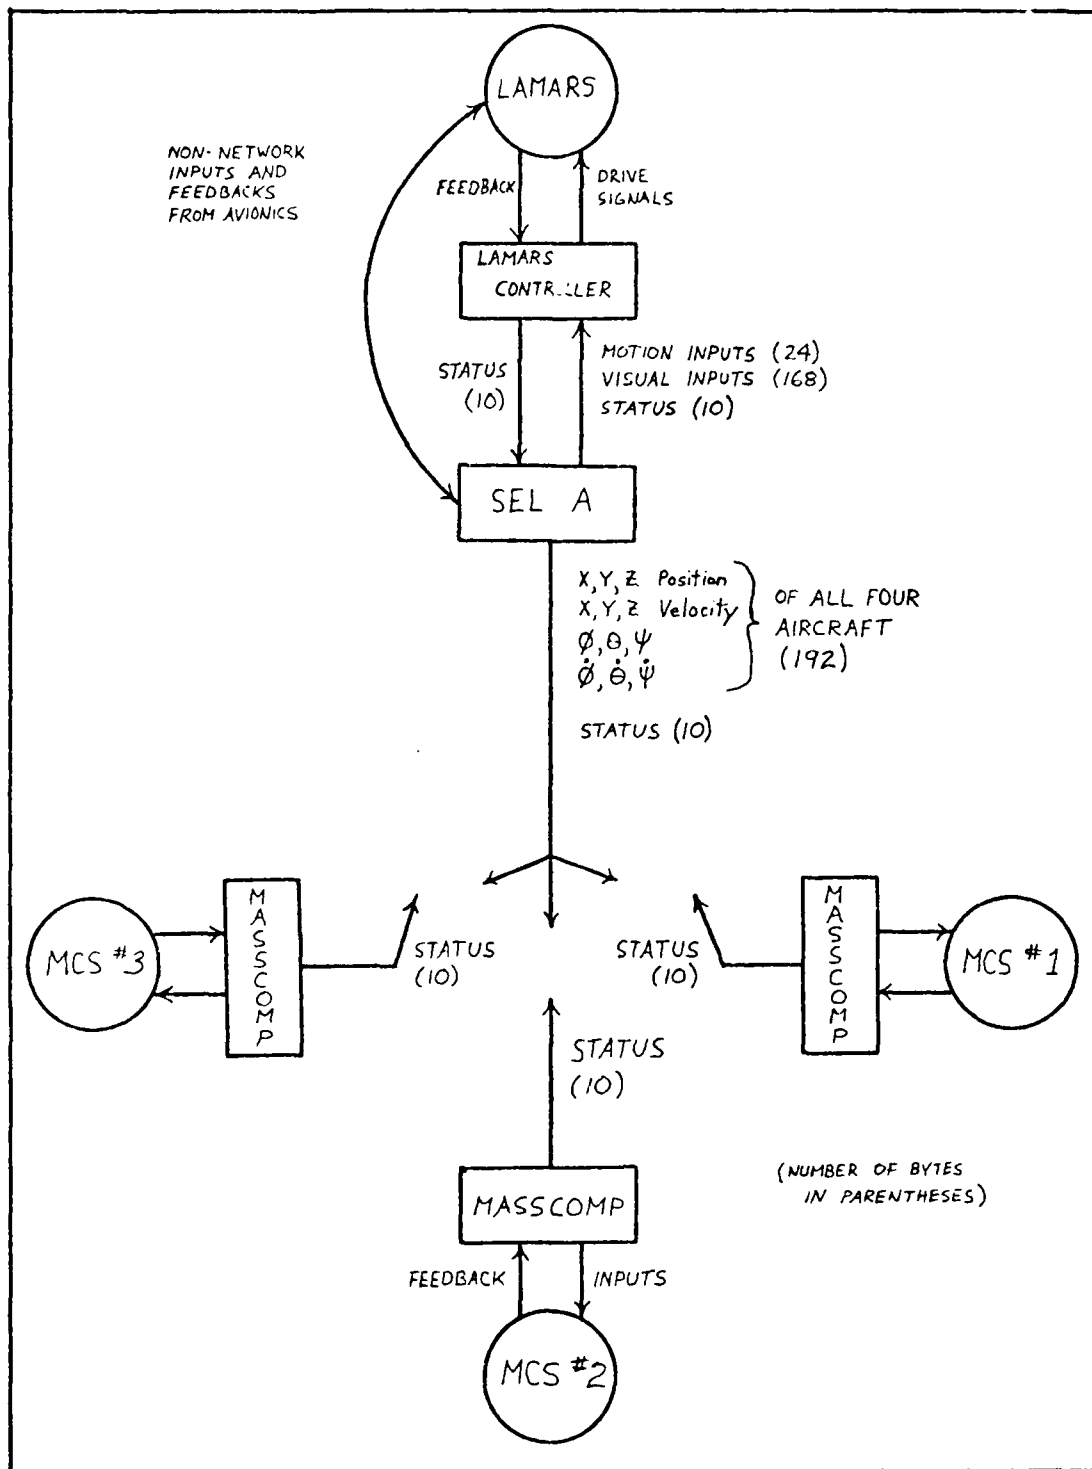 LAMARS
NON-NETWORK
INPUTS AND
FEEDBACKS
FROM AVIONICS
FEEDBACK
DRIVE
SIGNALS
LAMARS
STATUS
(10)
MOTION INPUTS (24)
VISUAL INPUTS (168)
STATUS (10)
SEL A
X, Y, Z Position
X, Y, Z Velocity
φ, θ, ψ
φ̇, θ̇, ψ̇
OF ALL FOUR
AIRCRAFT
(192)
STATUS (10)
MCS #3
MASSCOMP
STATUS
(10)
STATUS
(10)
MASSCOMP
MCS #1
STATUS
(10)
MASSCOMP
(NUMBER OF BYTES
IN PARENTHESES)
FEEDBACK
INPUTS
MCS #2